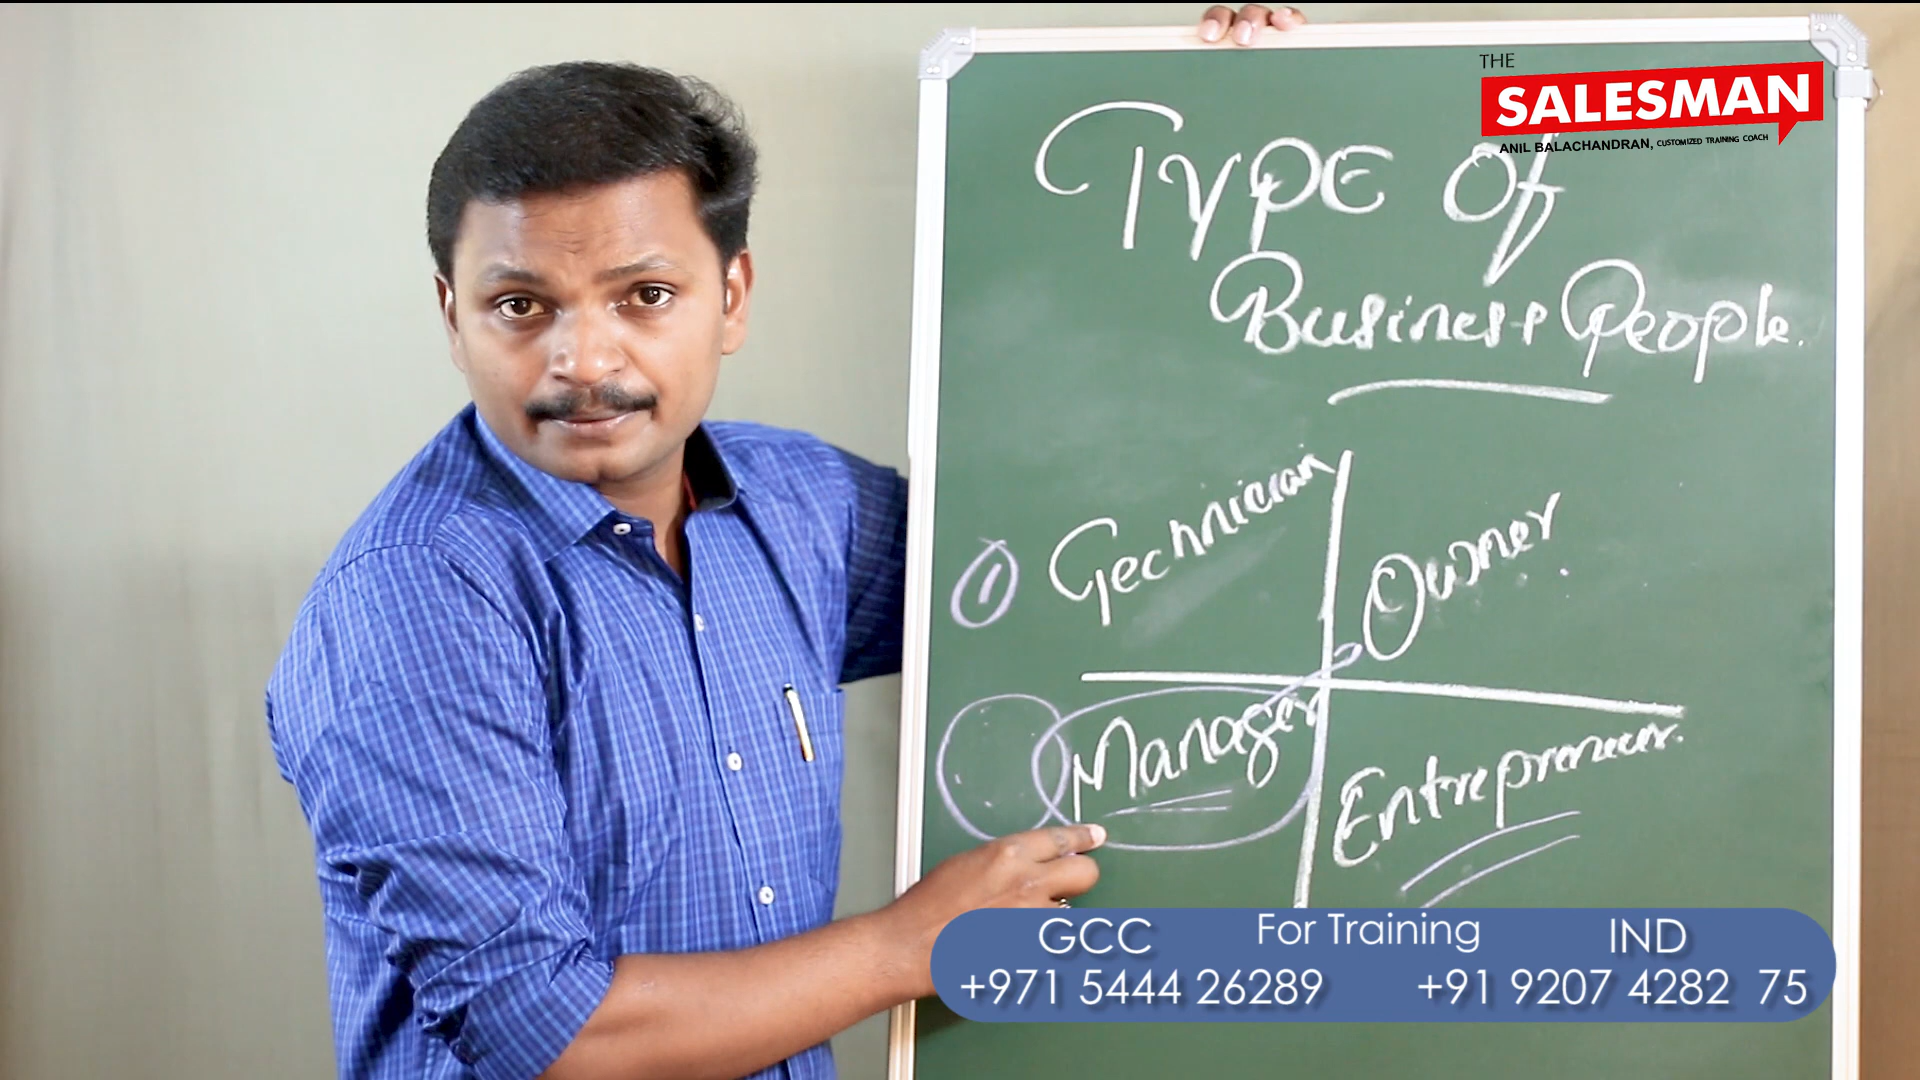 THE
SALESMAN
ANIL BALACHANDRAN, CUSTOMIZED TRAINING COACH
TYPE Of
Business People.
1 Technician
Owner
Manager
Entrepreneur.
GCC For Training IND
+971 5444 26289 +91 9207 4282 75